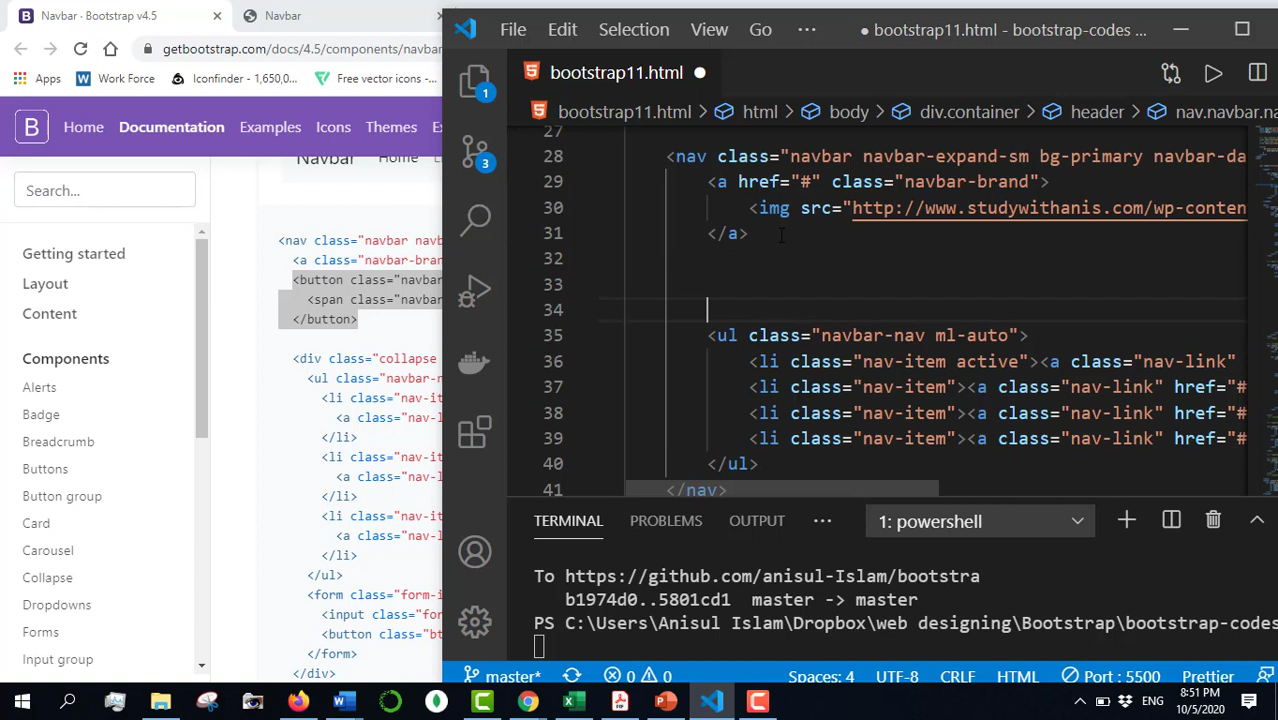 Navbar · Bootstrap v4.5
Navbar
getbootstrap.com/docs/4.5/components/navbar
Apps
Work Force
Iconfinder - 1,650,0...
Free vector icons -...
B
Home
Documentation
Examples
Icons
Themes
Search...
Getting started
Layout
Content
Components
Alerts
Badge
Breadcrumb
Buttons
Button group
Card
Carousel
Collapse
Dropdowns
Forms
Input group
Navbar
Home
<nav class="navbar
<a class="navbar-
<button class="navbar
<span class="navbar
</button>
<div class="collapse
<ul class="navbar-
<li class="nav-
<a class="nav-
</li>
<li class="nav-
<a class="nav-
</li>
<li class="nav-
<a class="nav-
</li>
</ul>
<form class="form-
<input class="
<button class="
</form>
</div>
File Edit Selection View Go ···
● bootstrap11.html - bootstrap-codes ...
bootstrap11.html ●
bootstrap11.html > html > body > div.container > header > nav.navbar.
1
3
27
28 <nav class="navbar navbar-expand-sm bg-primary navbar-da
29 <a href="#" class="navbar-brand">
30 <img src="http://www.studywithanis.com/wp-conten
31 </a>
32
33
34
35 <ul class="navbar-nav ml-auto">
36 <li class="nav-item active"><a class="nav-link"
37 <li class="nav-item"><a class="nav-link" href="#
38 <li class="nav-item"><a class="nav-link" href="#
39 <li class="nav-item"><a class="nav-link" href="#
40 </ul>
41 </nav>
TERMINAL PROBLEMS OUTPUT ··· 1: powershell
To https://github.com/anisul-Islam/bootstra
b1974d0..5801cd1 master -> master
PS C:\Users\Anisul Islam\Dropbox\web designing\Bootstrap\bootstrap-codes
master* 0 0 Spaces: 4 UTF-8 CRLF HTML Port : 5500 Prettier
ENG
8:51 PM
10/5/2020